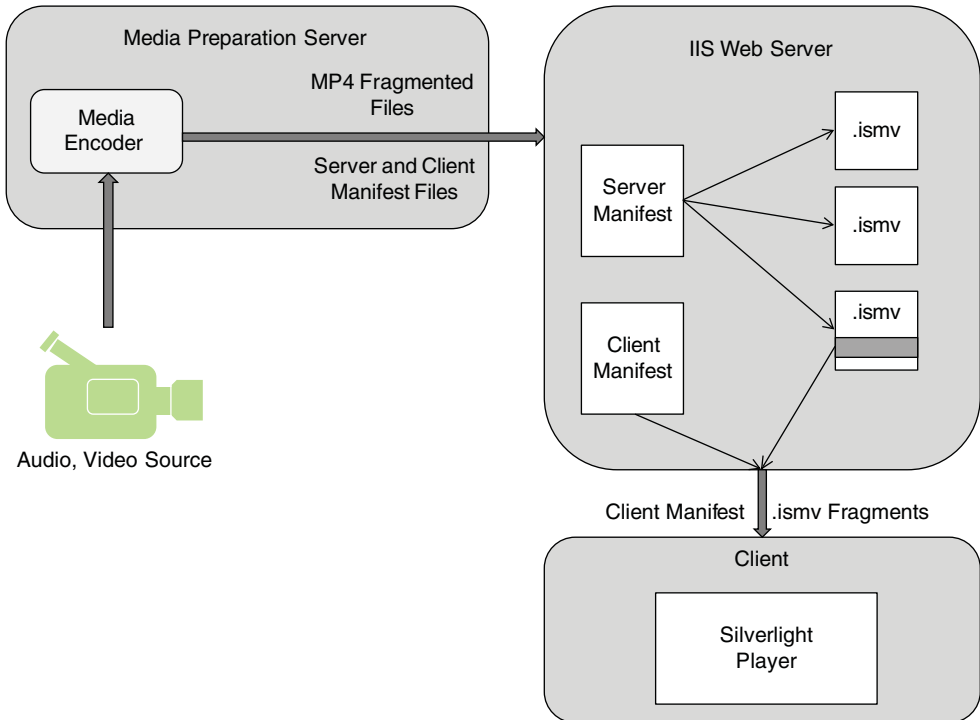 Media Preparation Server
MP4 Fragmented
Files
Media
Encoder
Server and Client
Manifest Files
Audio, Video Source
IIS Web Server
.ismv
Server
Manifest
.ismv
.ismv
Client
Manifest
Client Manifest
.ismv Fragments
Client
Silverlight
Player